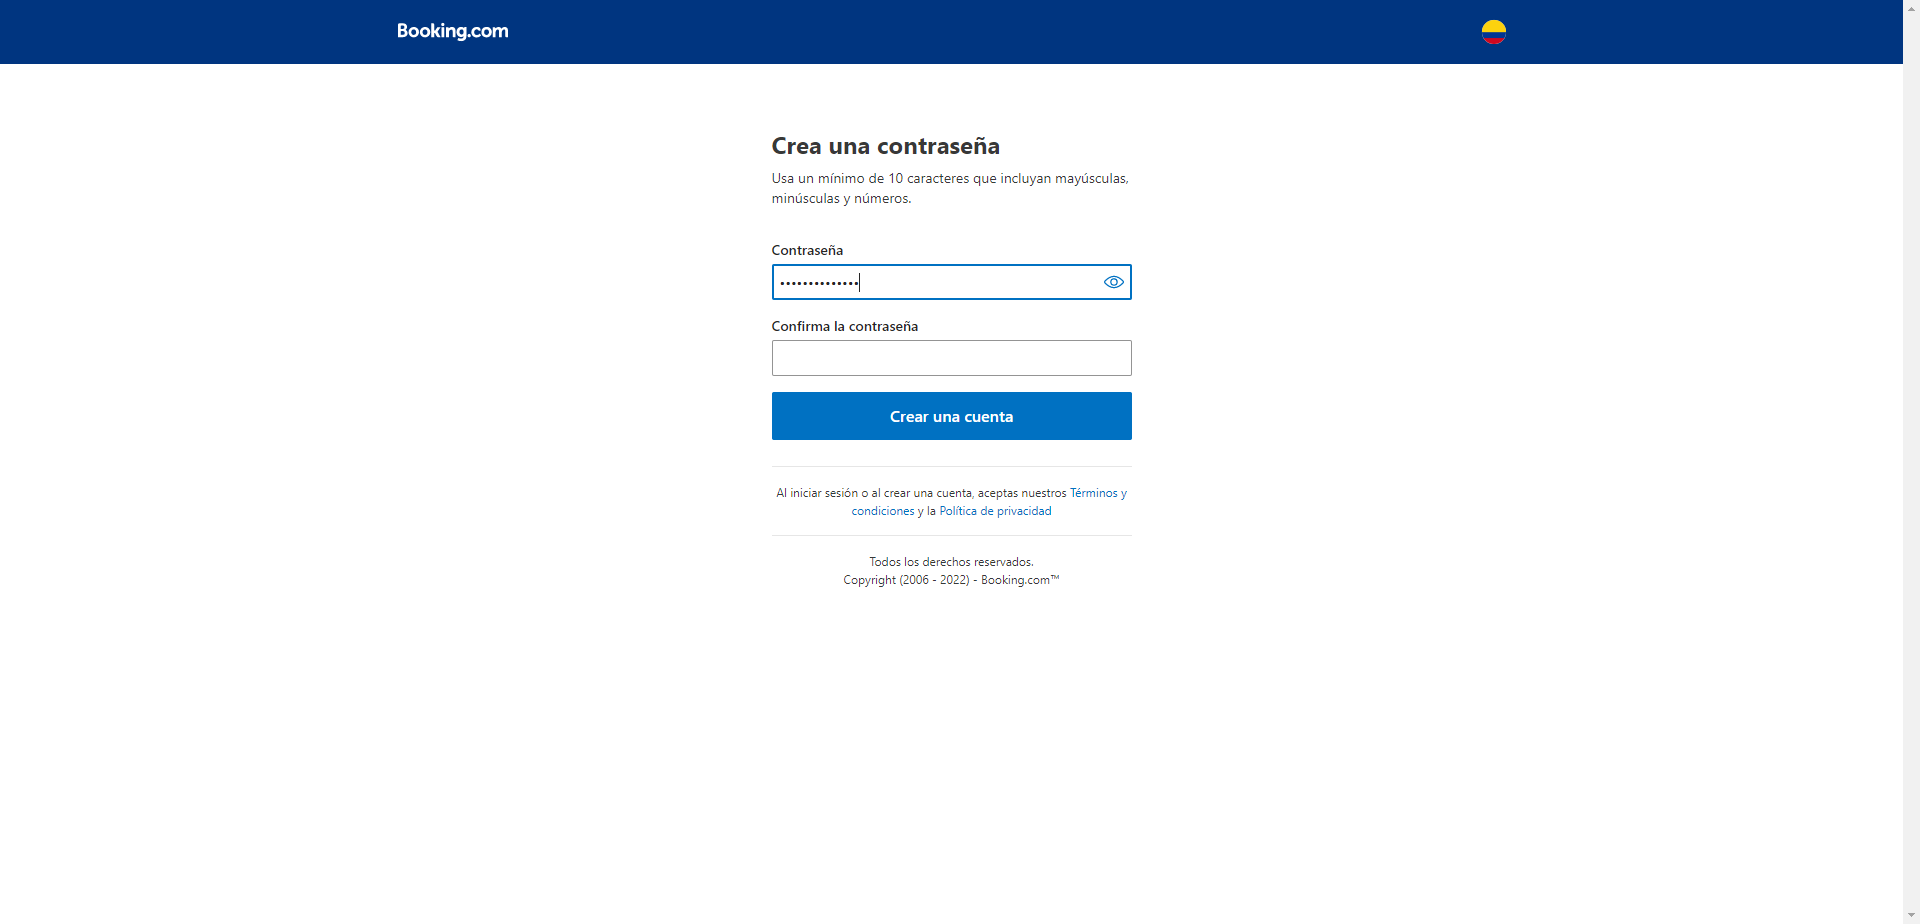 Booking.com
Crea una contraseña
Usa un mínimo de 10 caracteres que incluyan mayúsculas,
minúsculas y números.
Contraseña
••••••••••••••
Confirma la contraseña
Crear una cuenta
Al iniciar sesión o al crear una cuenta, aceptas nuestros Términos y
condiciones y la Política de privacidad
Todos los derechos reservados.
Copyright (2006 - 2022) - Booking.com™